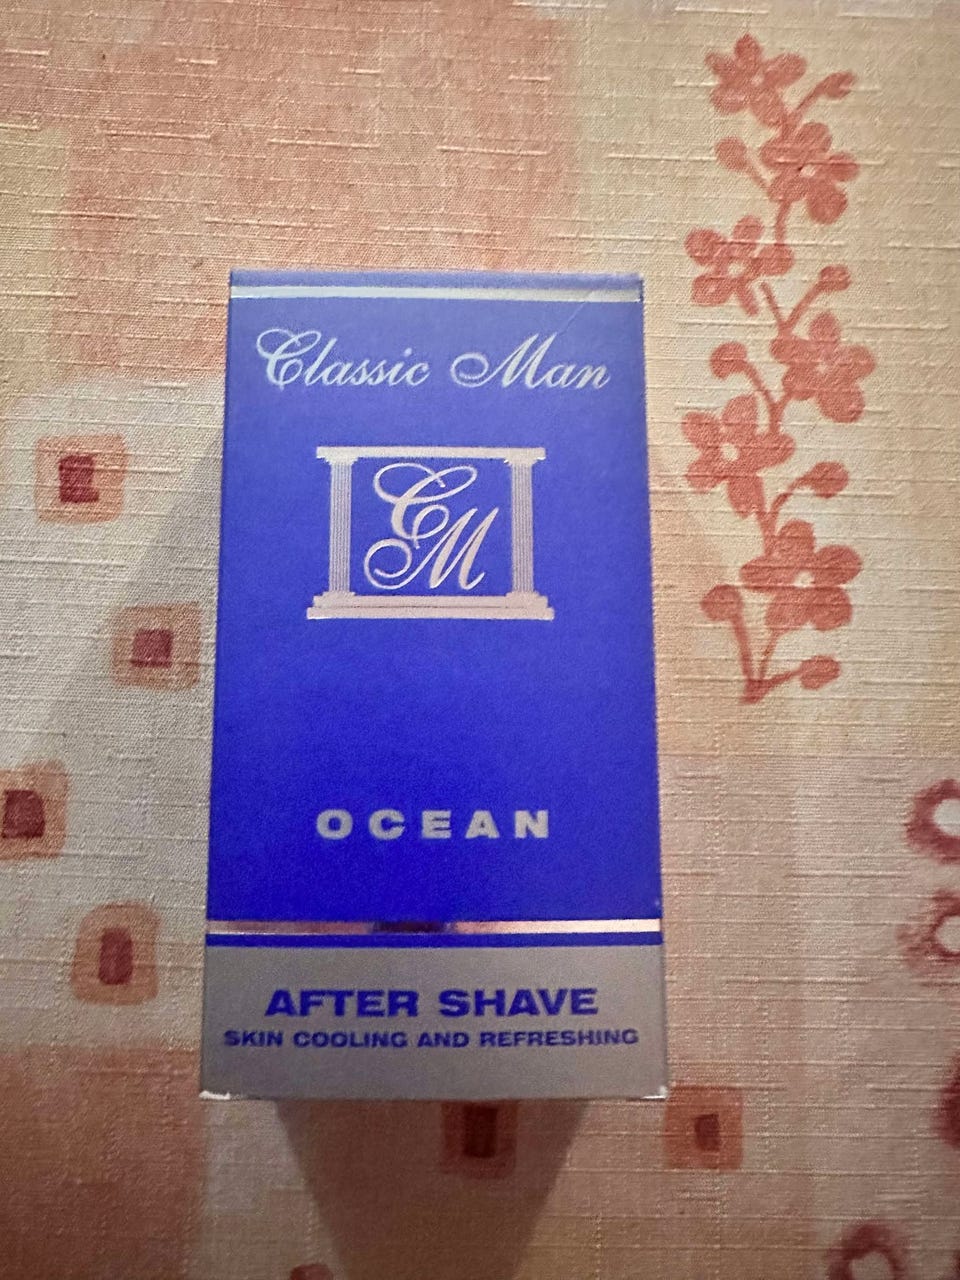 Classic Man
CM
OCEAN
AFTER SHAVE
SKIN COOLING AND REFRESHING